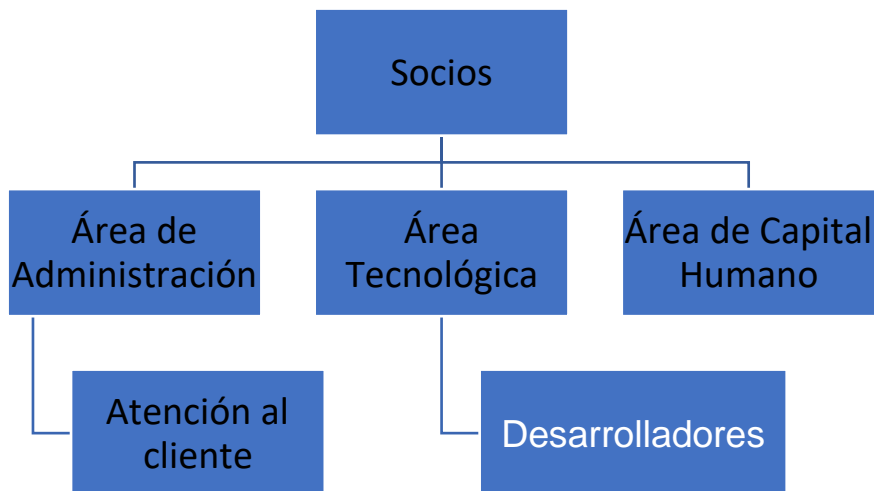 Socios
Área de
Administración
Área
Tecnológica
Área de Capital
Humano
Atención al
cliente
Desarrolladores